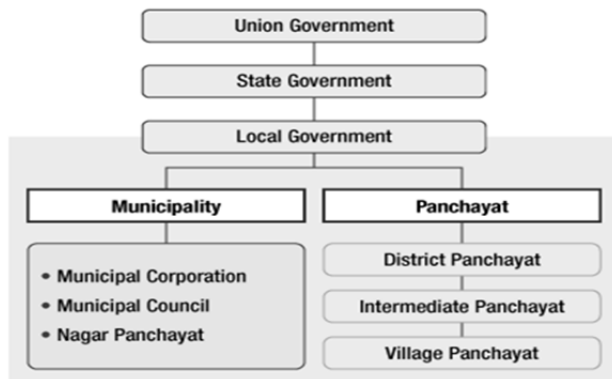 Union Government
State Government
Local Government
Municipality
• Municipal Corporation
• Municipal Council
• Nagar Panchayat
Panchayat
District Panchayat
Intermediate Panchayat
Village Panchayat